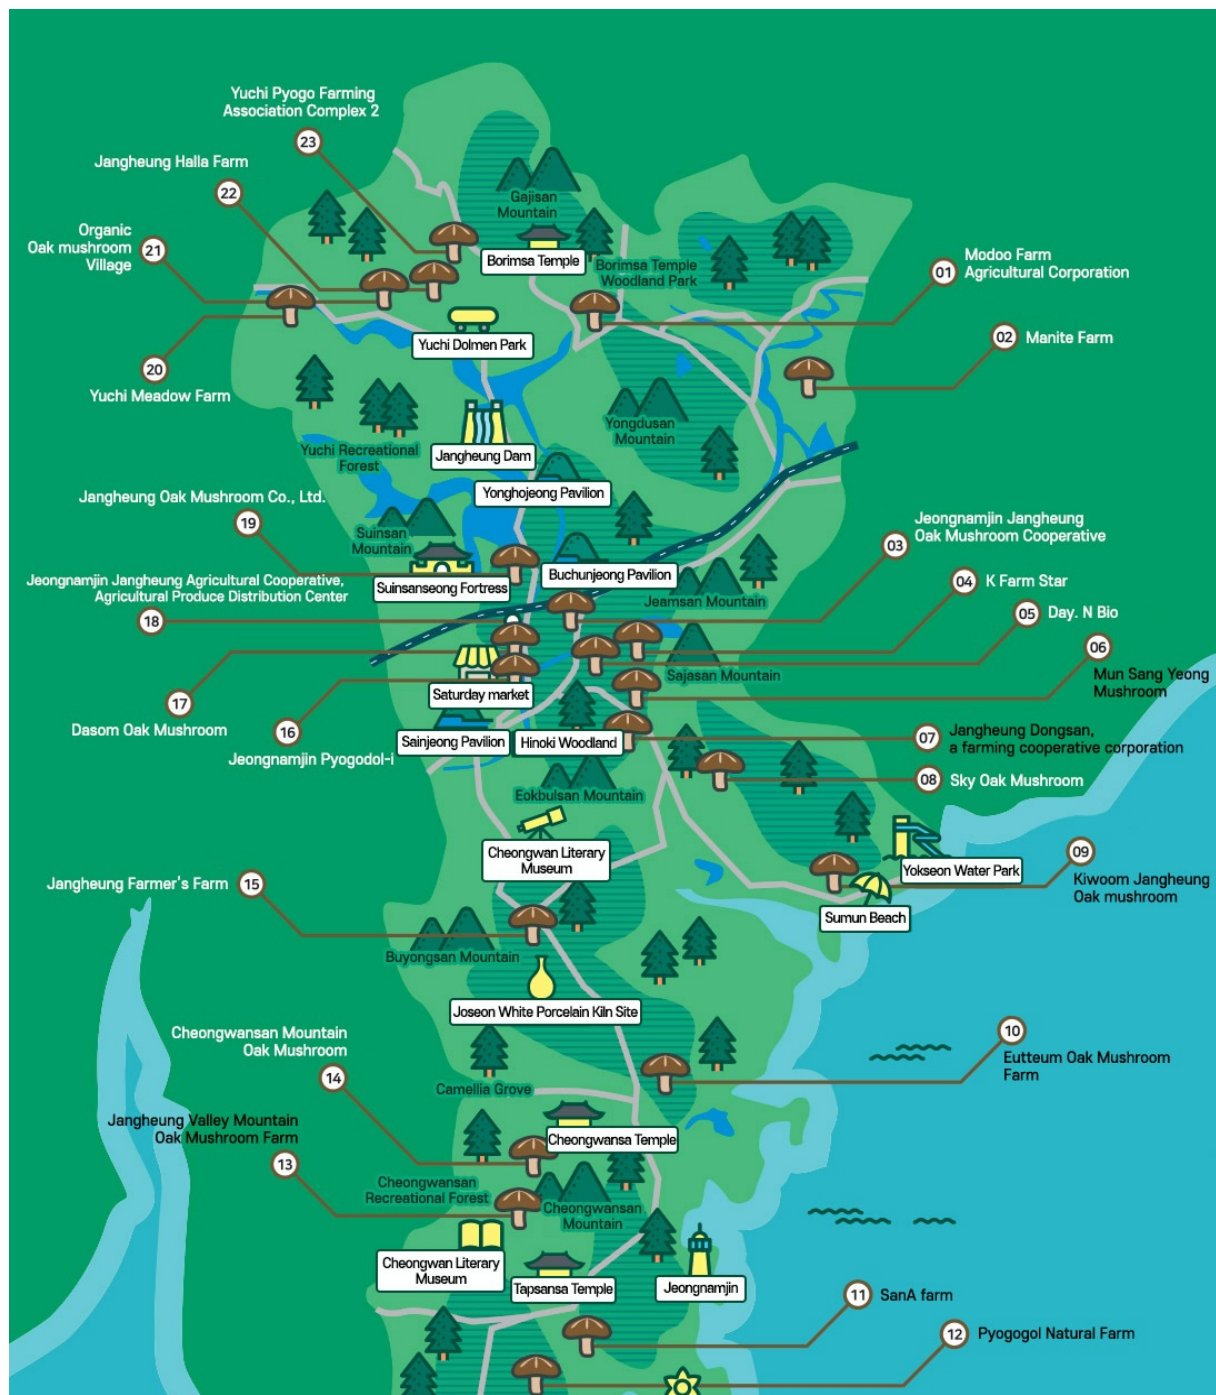 Yuchi Pyogo Farming
Association Complex 2
23
Jangheung Halla Farm
22
Organic
Oak mushroom
Village
21
Gajisan
Mountain
Borimsa Temple
Borimsa Temple
Woodland Park
01
Modoo Farm
Agricultural Corporation
02
Manite Farm
Yuchi Dolmen Park
20
Yuchi Meadow Farm
Yongdusan
Mountain
Yuchi Recreational
Forest
Jangheung Dam
Yonghojeong Pavilion
Jangheung Oak Mushroom Co., Ltd.
19
Suinsan
Mountain
Suinsanseong Fortress
Buchunjeong Pavilion
Jeongnamjin Jangheung
Oak Mushroom Cooperative
03
Jeamsan Mountain
04
K Farm Star
Jeongnamjin Jangheung Agricultural Cooperative,
Agricultural Produce Distribution Center
18
05
Day. N Bio
06
Mun Sang Yeong
Mushroom
Sajasan Mountain
17
Dasom Oak Mushroom
16
Jeongnamjin Pyogodol-i
Saturday market
Sainjeong Pavilion
Hinoki Woodland
07
Jangheung Dongsan,
a farming cooperative corporation
08
Sky Oak Mushroom
Eokbulsan Mountain
Cheongwan Literary
Museum
Yokseon Water Park
09
Kiwoom Jangheung
Oak mushroom
Sumun Beach
Jangheung Farmer's Farm
15
Buyongsan Mountain
Joseon White Porcelain Kiln Site
Cheongwansan Mountain
Oak Mushroom
14
10
Eutteum Oak Mushroom
Farm
Camellia Grove
Jangheung Valley Mountain
Oak Mushroom Farm
13
Cheongwansa Temple
Cheongwansan
Recreational Forest
Cheongwansan
Mountain
Cheongwan Literary
Museum
Tapsansa Temple
Jeongnamjin
11
SanA farm
12
Pyogogol Natural Farm